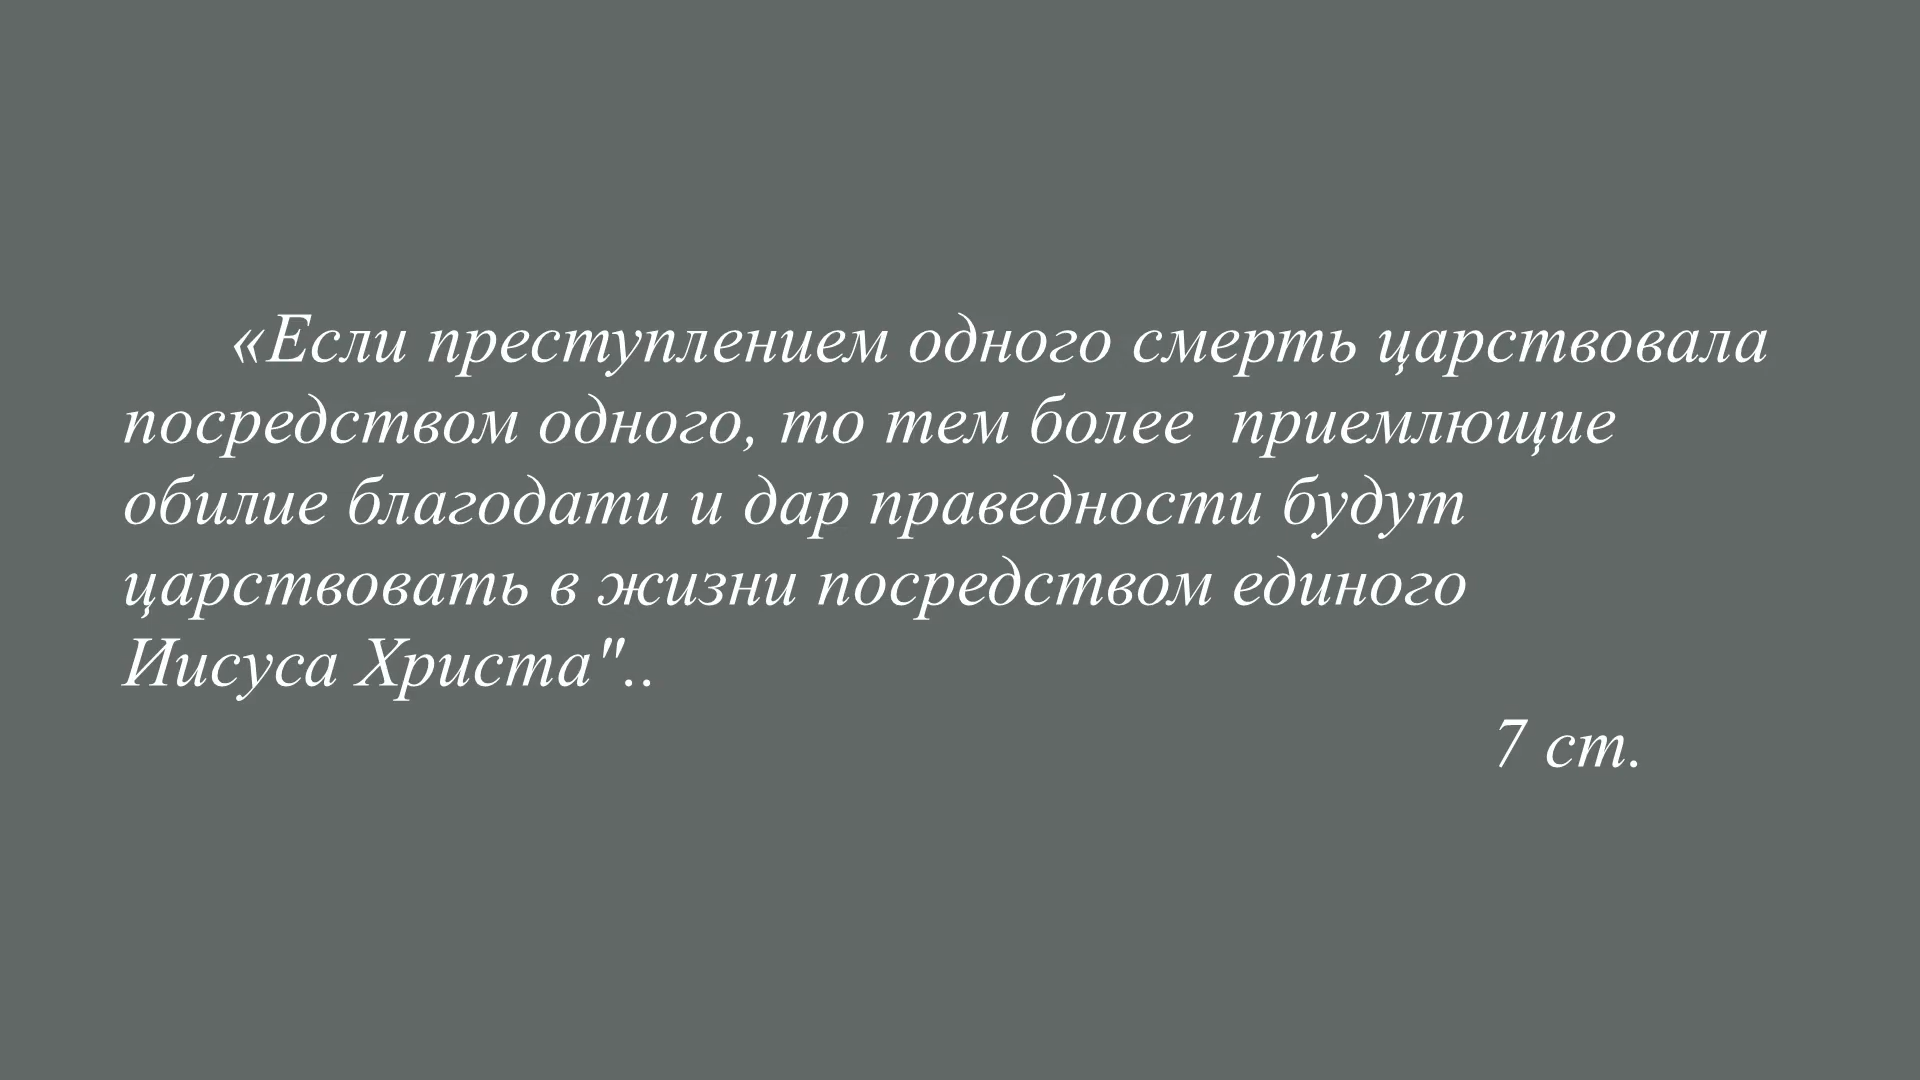 «Если преступлением одного смерть царствовала
посредством одного, то тем более  приемлющие
обилие благодати и дар праведности будут
царствовать в жизни посредством единого
Иисуса Христа"..
7 ст.